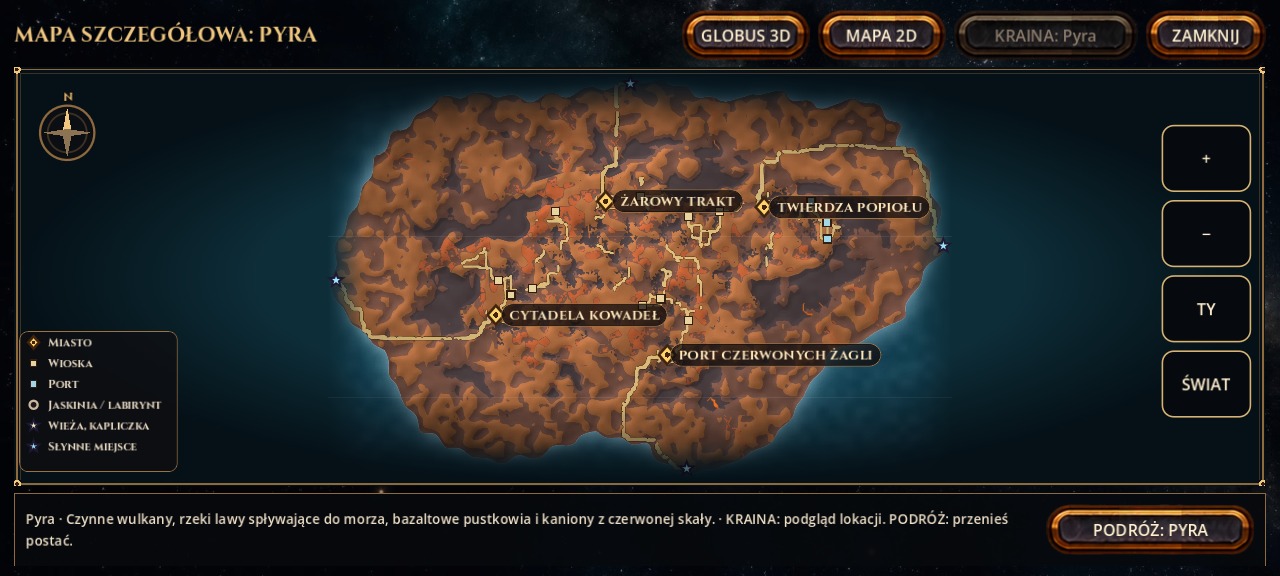 MAPA SZCZEGÓŁOWA: PYRA
GLOBUS 3D
MAPA 2D
KRAINA: Pyra
ZAMKNIJ
N
ŻAROWY TRAKT
TWIERDZA POPIOŁU
CYTADELA KOWADEŁ
PORT CZERWONYCH ŻAGLI
+
−
TY
ŚWIAT
Miasto
Wioska
Port
Jaskinia / labirynt
Wieża, kapliczka
Słynne miejsce
Pyra · Czynne wulkany, rzeki lawy spływające do morza, bazaltowe pustkowia i kaniony z czerwonej skały. · KRAINA: podgląd lokacji. PODRÓŻ: przenieś
postać.
PODRÓŻ: PYRA